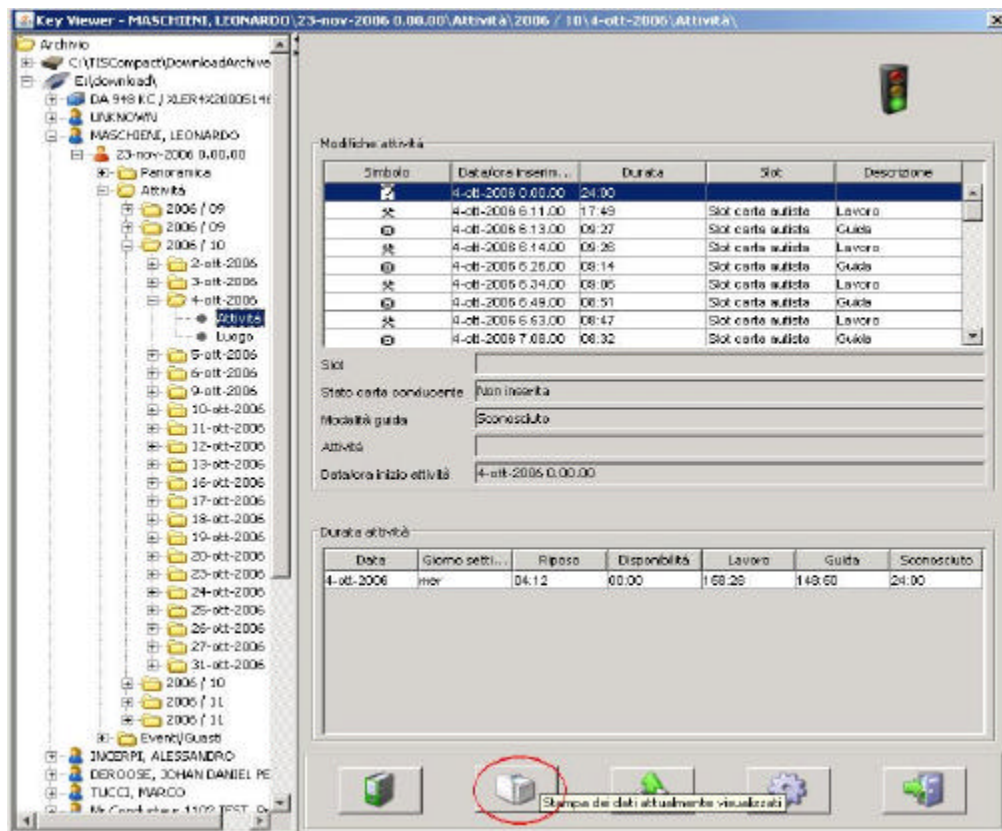 Key Viewer - MASCHIENI, LEONARDO\23-nov-2006 0.00.00\Attività\2006 / 10\4-ott-2006\Attività\
Archivio
C:\TISCompact\DownloadArchive
E:\download\
DA 948 KC /
UNKNOWN
MASCHIENI, LEONARDO
23-nov-2006 0.00.00
Panoramica
Attività
2006 / 09
2006 / 09
2006 / 10
2-ott-2006
3-ott-2006
4-ott-2006
Attività
Luogo
5-ott-2006
6-ott-2006
9-ott-2006
10-ott-2006
11-ott-2006
12-ott-2006
13-ott-2006
16-ott-2006
17-ott-2006
18-ott-2006
19-ott-2006
20-ott-2006
23-ott-2006
24-ott-2006
25-ott-2006
26-ott-2006
27-ott-2006
31-ott-2006
2006 / 10
2006 / 11
2006 / 11
Eventi/Guasti
INCERPI, ALESSANDRO
DEROOSE, JOHAN DANIEL PE
TUCCI, MARCO
Modifiche attività
Simbolo Data/ora inserim... Durata Slot Descrizione
4-ott-2006 0.00.00 24:00
4-ott-2006 6.11.00 17:49 Slot carta autista Lavoro
4-ott-2006 6.13.00 09:27 Slot carta autista Guida
4-ott-2006 6.14.00 09:26 Slot carta autista Lavoro
4-ott-2006 6.26.00 09:14 Slot carta autista Guida
4-ott-2006 6.34.00 09:06 Slot carta autista Lavoro
4-ott-2006 6.49.00 08:51 Slot carta autista Guida
4-ott-2006 6.53.00 08:47 Slot carta autista Lavoro
4-ott-2006 7.08.00 08:32 Slot carta autista Guida
Slot
Stato carta conducente Non inserita
Modalità guida Sconosciuto
Attività
Data/ora inizio attività 4-ott-2006 0.00.00
Durata attività
Data Giorno setti... Riposo Disponibilità Lavoro Guida Sconosciuto
4-ott-2006 mer 04:12 00:00 24:00
Stampa dei dati attualmente visualizzati